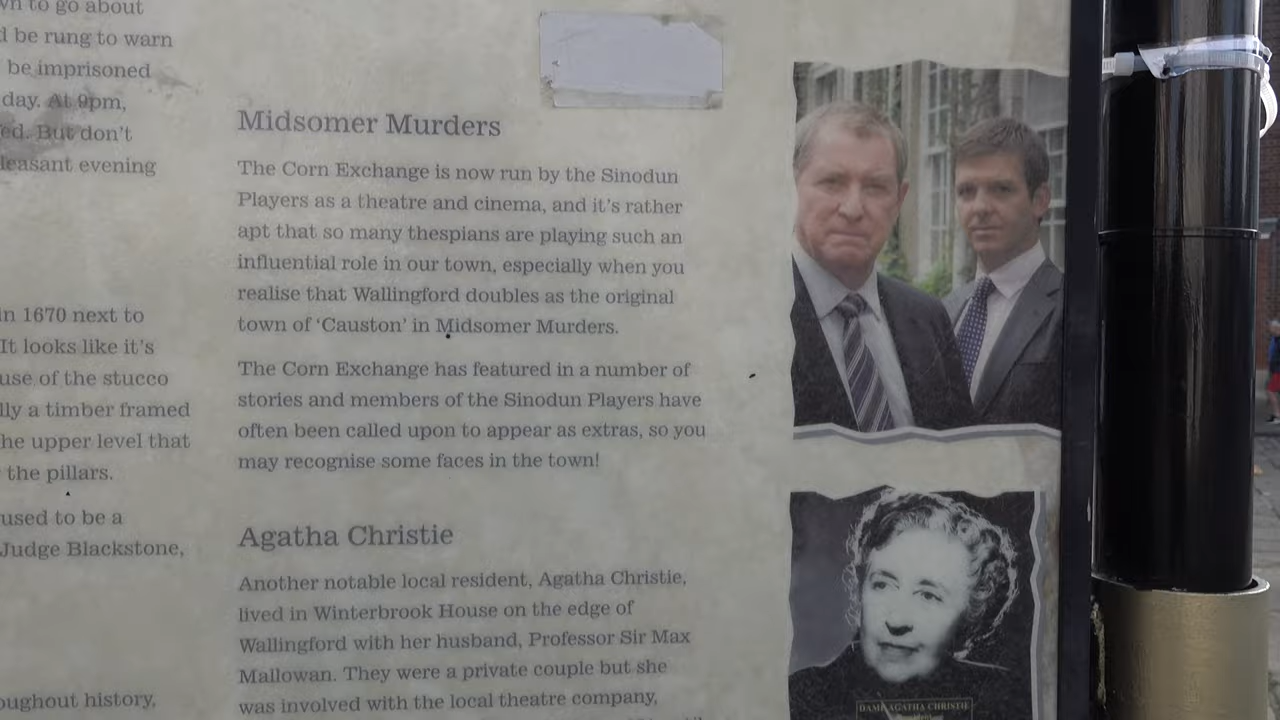 vn to go about
d be rung to warn
be imprisoned
day. At 9pm,
ed. But don't
leasant evening
in 1670 next to
It looks like it's
use of the stucco
lly a timber framed
he upper level that
the pillars.
used to be a
Judge Blackstone,
oughout history,
Midsomer Murders
The Corn Exchange is now run by the Sinodun
Players as a theatre and cinema, and it's rather
apt that so many thespians are playing such an
influential role in our town, especially when you
realise that Wallingford doubles as the original
town of 'Causton' in Midsomer Murders.
The Corn Exchange has featured in a number of
stories and members of the Sinodun Players have
often been called upon to appear as extras, so you
may recognise some faces in the town!
Agatha Christie
Another notable local resident, Agatha Christie,
lived in Winterbrook House on the edge of
Wallingford with her husband, Professor Sir Max
Mallowan. They were a private couple but she
was involved with the local theatre company,
DAME AGATHA CHRISTIE